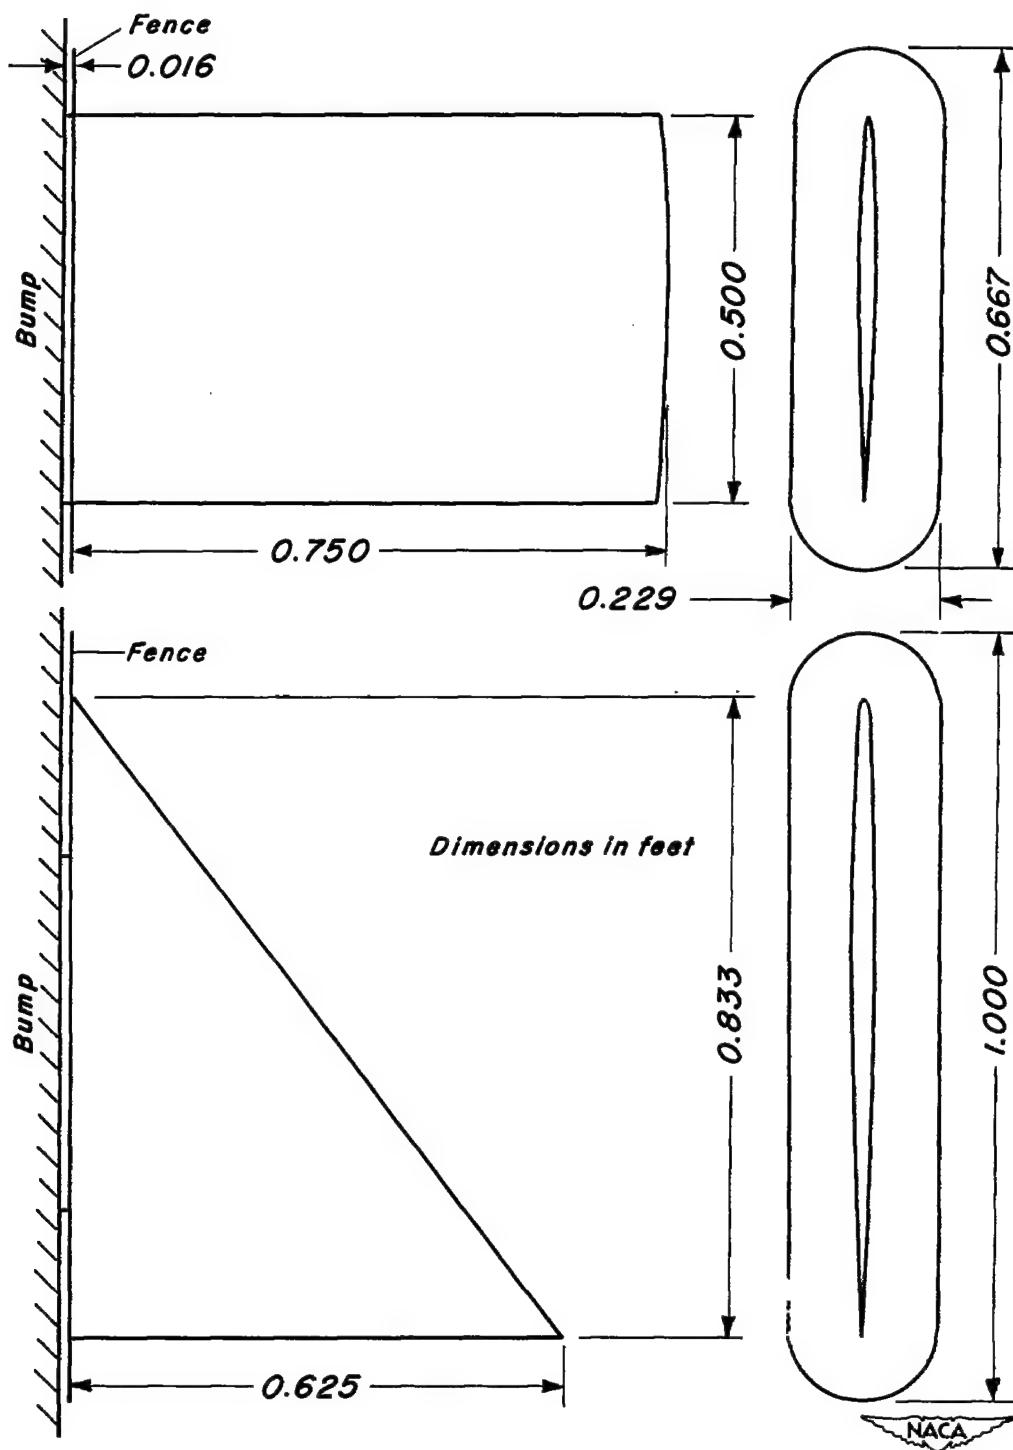 Fence
0.016
Bump
0.500
0.667
0.750
0.229
Fence
Dimensions in feet
Bump
0.833
1.000
0.625
NACA